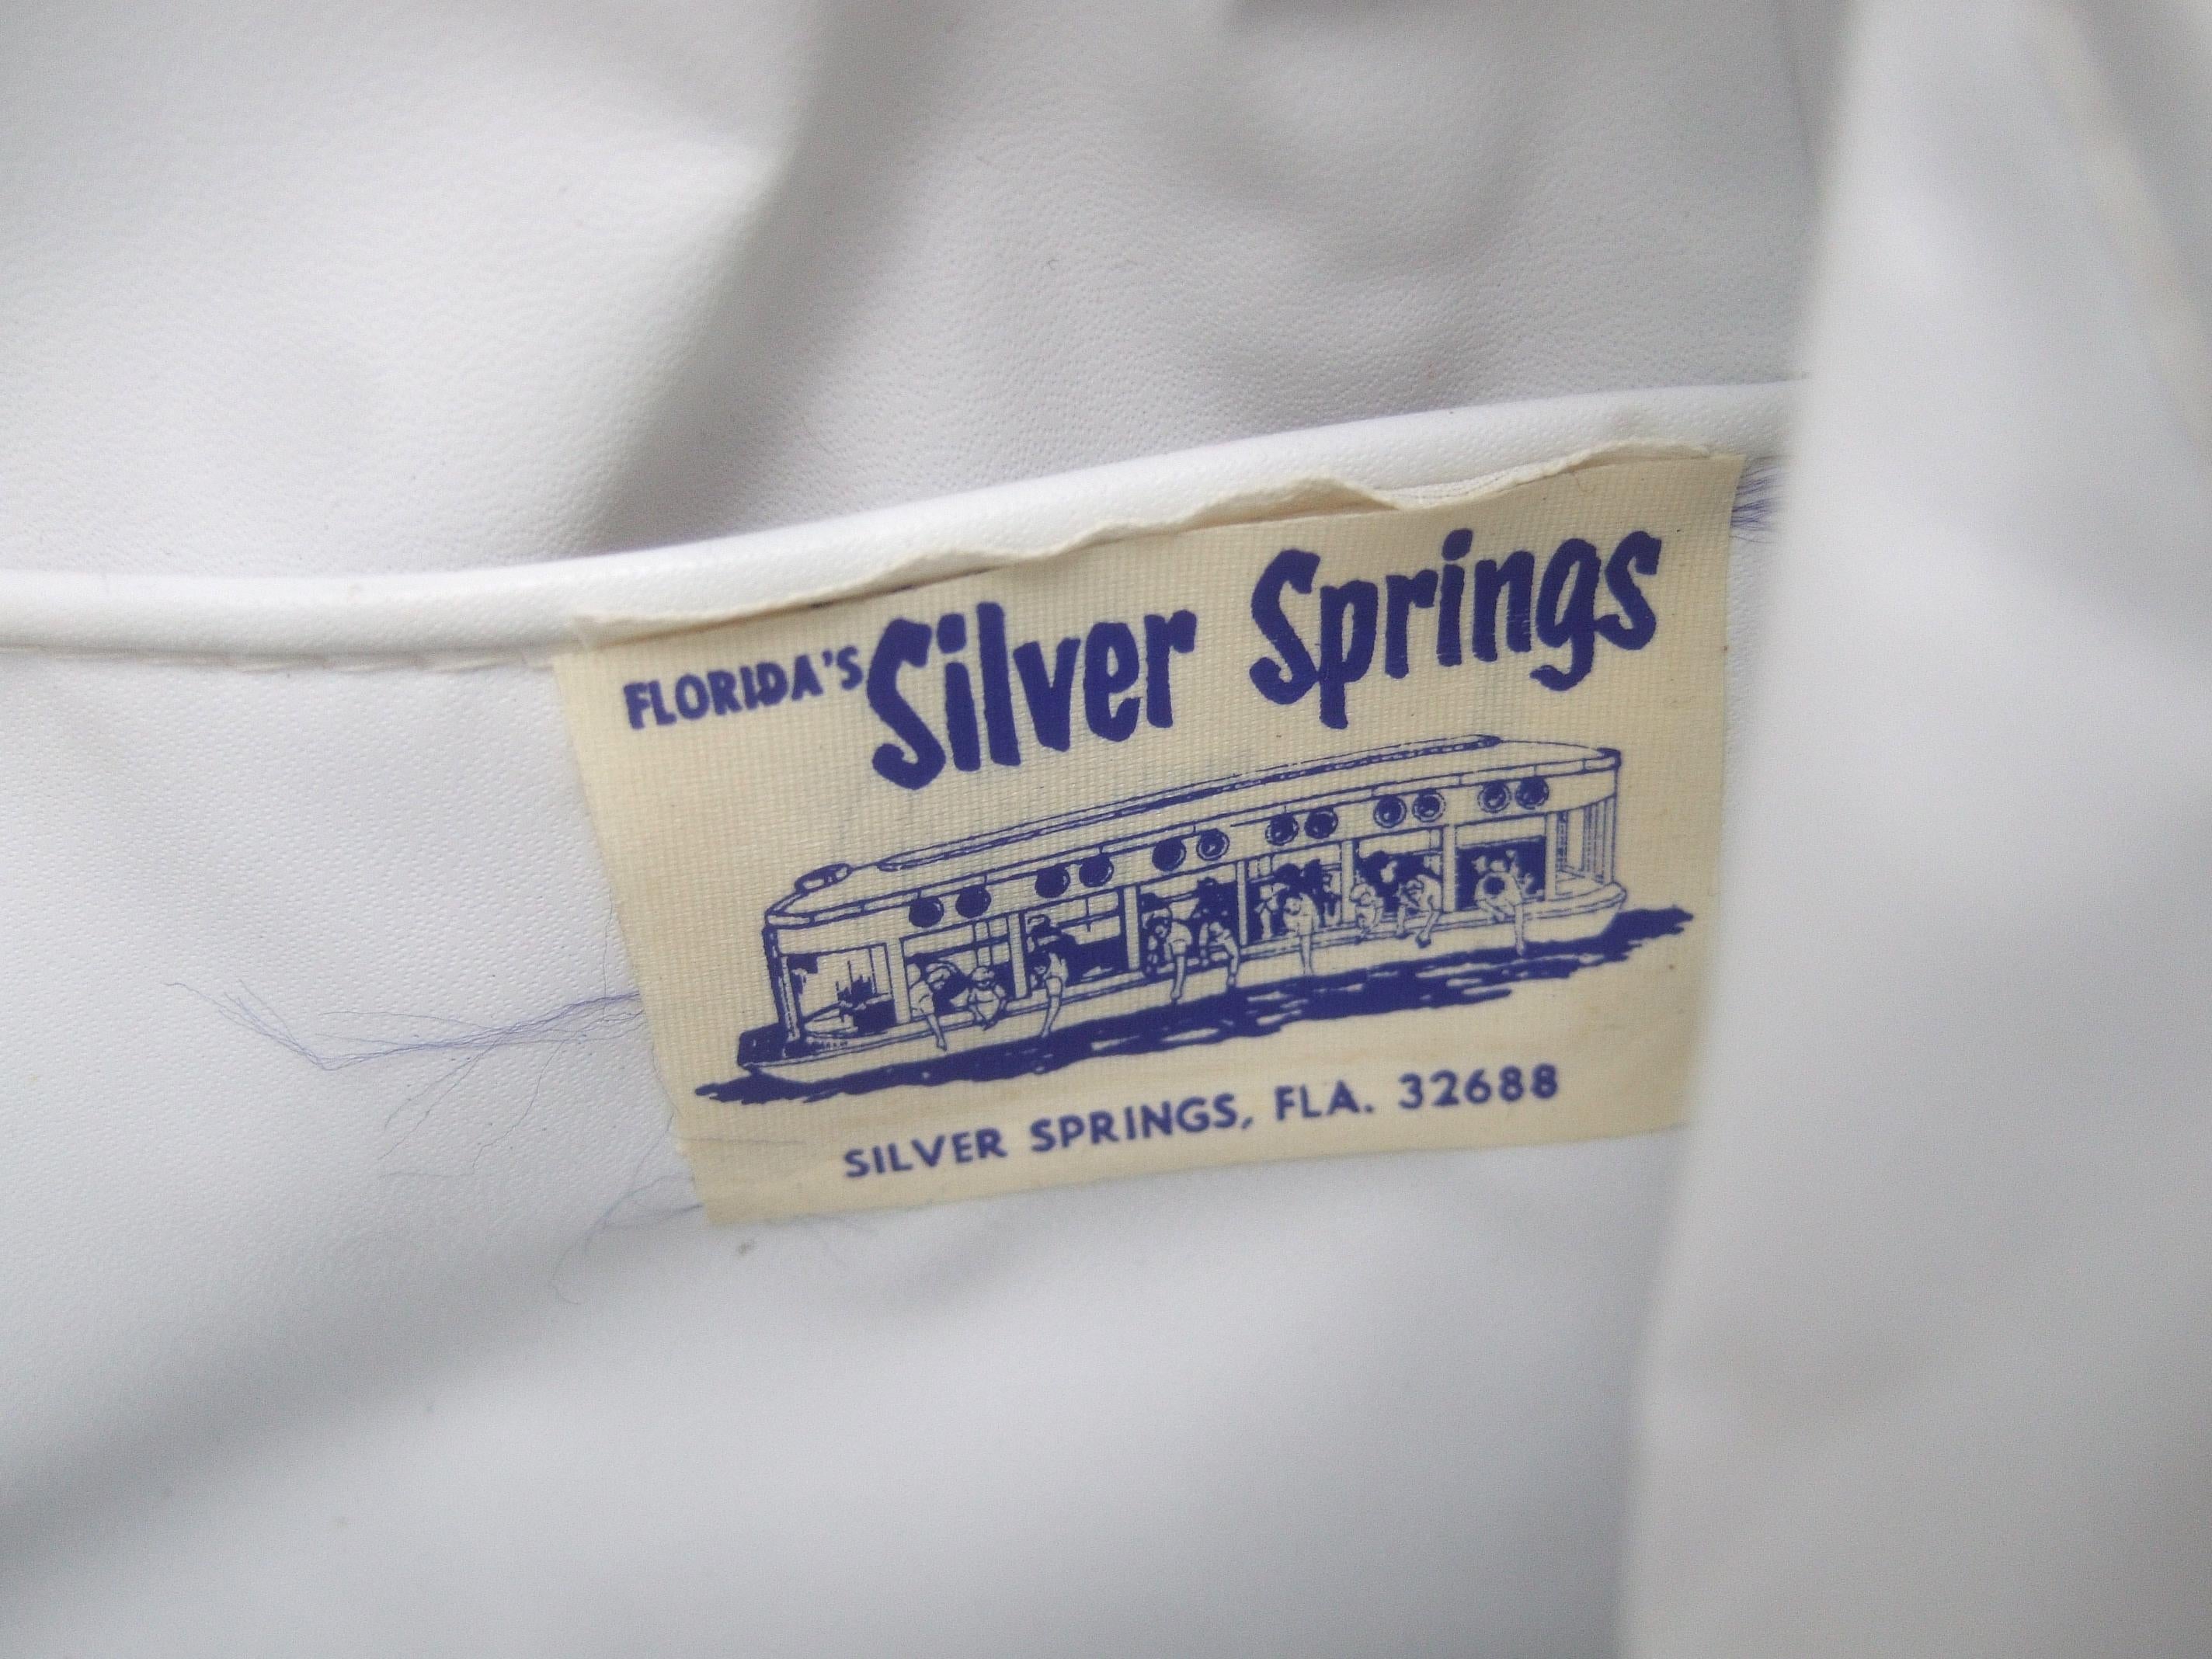 FLORIDA'S Silver Springs
SILVER SPRINGS, FLA. 32688